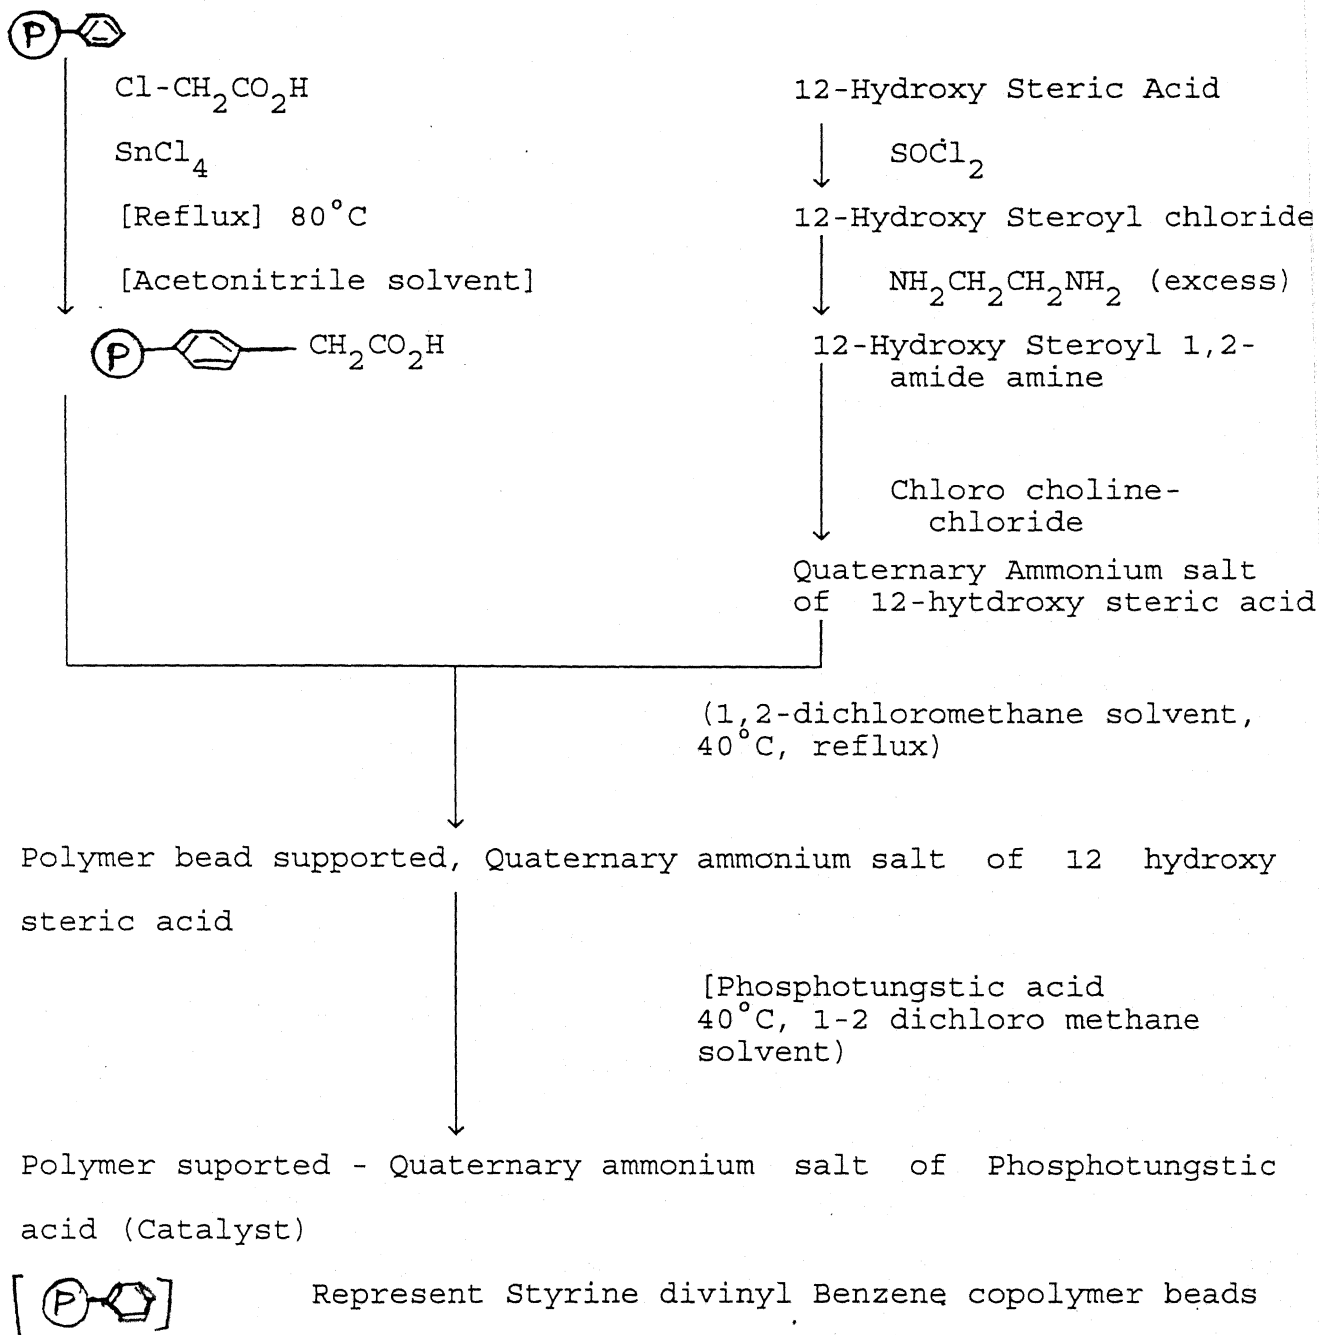 P
Cl-CH2CO2H
SnCl4
[Reflux] 80°C
[Acetonitrile solvent]
P CH2CO2H
12-Hydroxy Steric Acid
SOCl2
12-Hydroxy Steroyl chloride
NH2CH2CH2NH2 (excess)
12-Hydroxy Steroyl 1,2-
amide amine
Chloro choline-
chloride
Quaternary Ammonium salt
of 12-hytdroxy steric acid
(1,2-dichloromethane solvent,
40°C, reflux)
Polymer bead supported, Quaternary ammonium salt of 12 hydroxy
steric acid
[Phosphotungstic acid
40°C, 1-2 dichloro methane
solvent)
Polymer suported - Quaternary ammonium salt of Phosphotungstic
acid (Catalyst)
[P] Represent Styrine divinyl Benzene copolymer beads